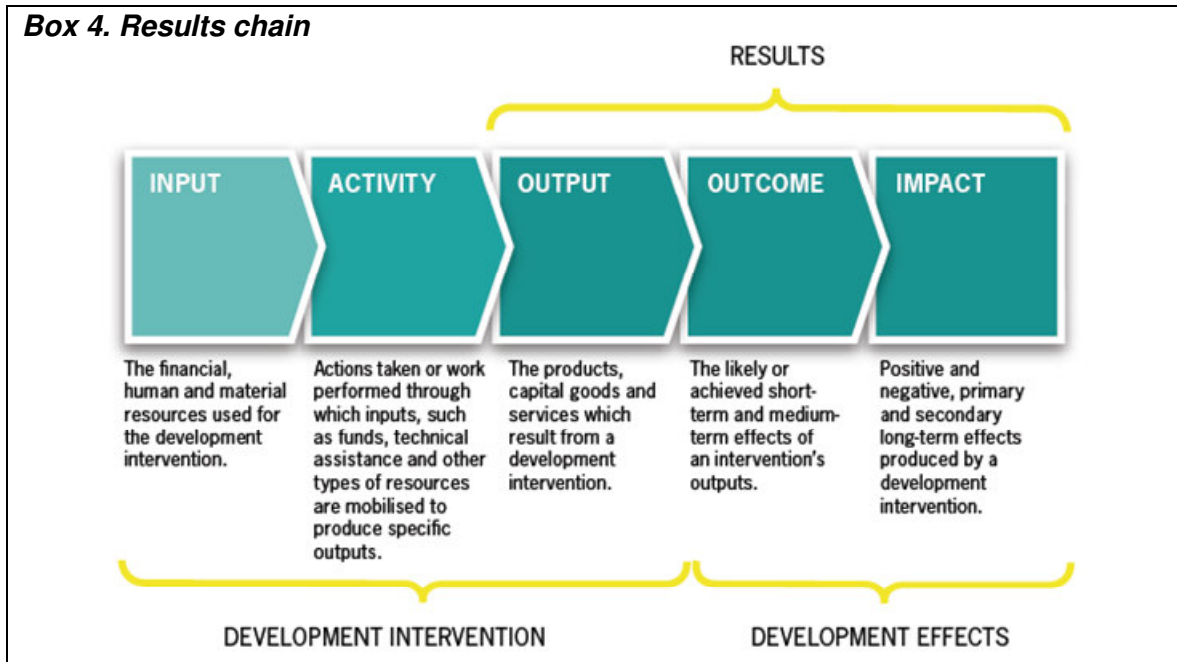 Box 4. Results chain
RESULTS
INPUT
ACTIVITY
OUTPUT
OUTCOME
IMPACT
The financial,
human and material
resources used for
the development
intervention.
Actions taken or work
performed through
which inputs, such
as funds, technical
assistance and other
types of resources
are mobilised to
produce specific
outputs.
The products,
capital goods and
services which
result from a
development
intervention.
The likely or
achieved short-
term and medium-
term effects of
an intervention's
outputs.
Positive and
negative, primary
and secondary
long-term effects
produced by a
development
intervention.
DEVELOPMENT INTERVENTION
DEVELOPMENT EFFECTS